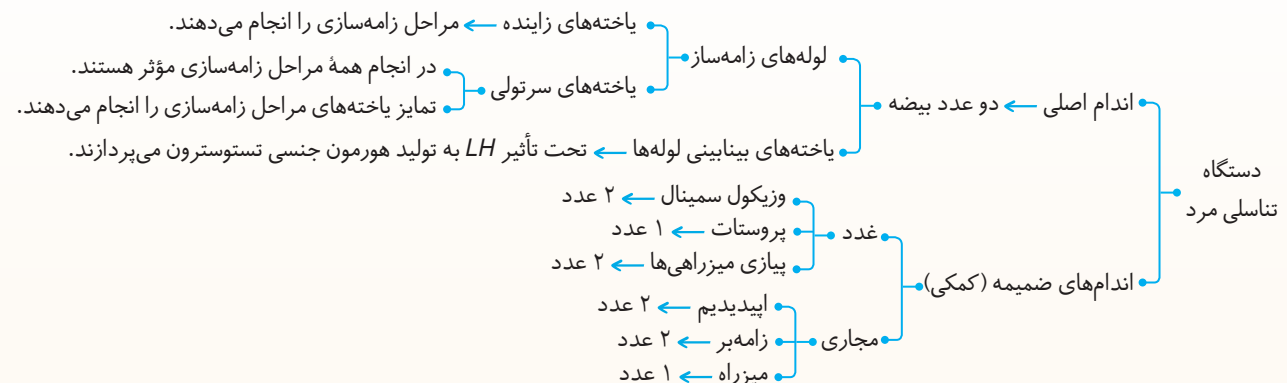 دستگاه
تناسلی مرد
اندام اصلی ← دو عدد بیضه
لوله‌های زامه‌ساز
یاخته‌های زاینده ← مراحل زامه‌سازی را انجام می‌دهند.
یاخته‌های سرتولی
در انجام همهٔ مراحل زامه‌سازی مؤثر هستند.
تمایز یاخته‌های مراحل زامه‌سازی را انجام می‌دهند.
یاخته‌های بینابینی لوله‌ها ← تحت تأثیر LH به تولید هورمون جنسی تستوسترون می‌پردازند.
اندام‌های ضمیمه (کمکی)
غدد
وزیکول سمینال ← ۲ عدد
پروستات ← ۱ عدد
پیازی میزراهی‌ها ← ۲ عدد
مجاری
اپیدیدیم ← ۲ عدد
زامه‌بر ← ۲ عدد
میزراه ← ۱ عدد